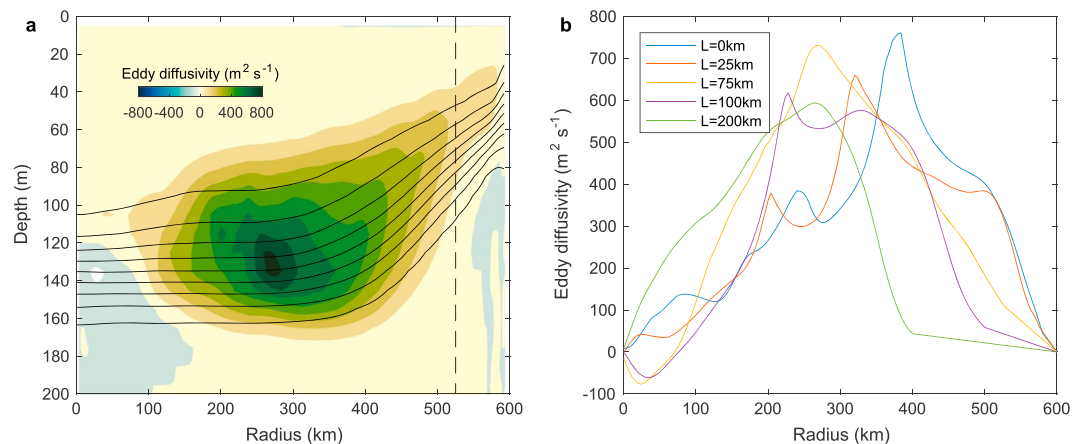 a
Eddy diffusivity (m² s⁻¹)
-800 -400 0 400 800
0
20
40
60
80
100
120
140
160
180
200
Depth (m)
0 100 200 300 400 500 600
Radius (km)
b
L=0km
L=25km
L=75km
L=100km
L=200km
800
700
600
500
400
300
200
100
0
-100
Eddy diffusivity (m² s⁻¹)
0 100 200 300 400 500 600
Radius (km)